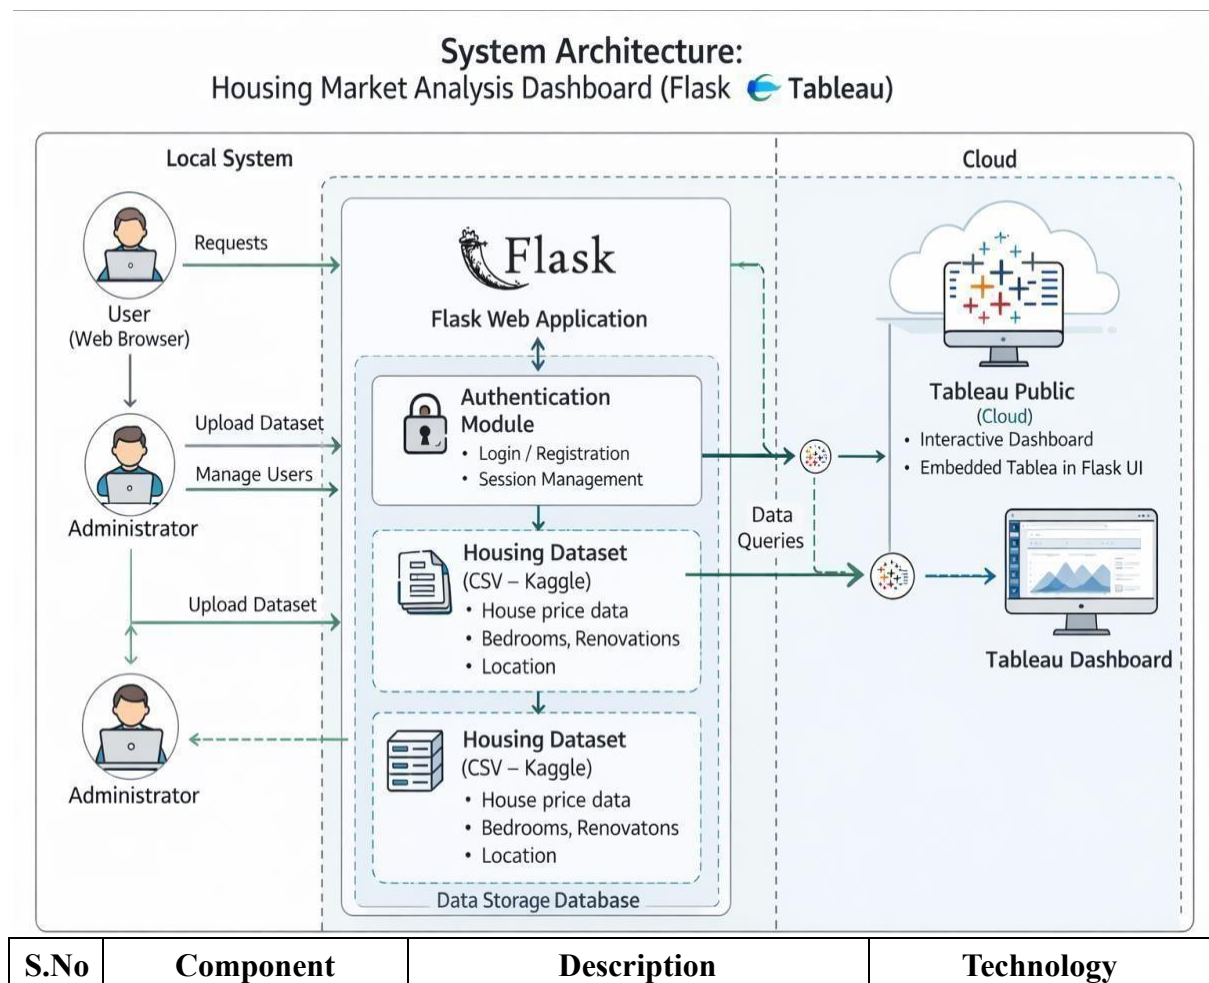 System Architecture:
Housing Market Analysis Dashboard (Flask Tableau)
Local System
Cloud
Requests
User
(Web Browser)
Upload Dataset
Manage Users
Administrator
Upload Dataset
Administrator
Flask
Flask Web Application
Authentication
Module
• Login / Registration
• Session Management
Housing Dataset
(CSV – Kaggle)
• House price data
• Bedrooms, Renovations
• Location
Housing Dataset
(CSV – Kaggle)
• House price data
• Bedrooms, Renovatons
• Location
Data Storage Database
Data
Queries
Tableau Public
(Cloud)
• Interactive Dashboard
• Embedded Tablea in Flask UI
Tableau Dashboard
S.No Component Description Technology